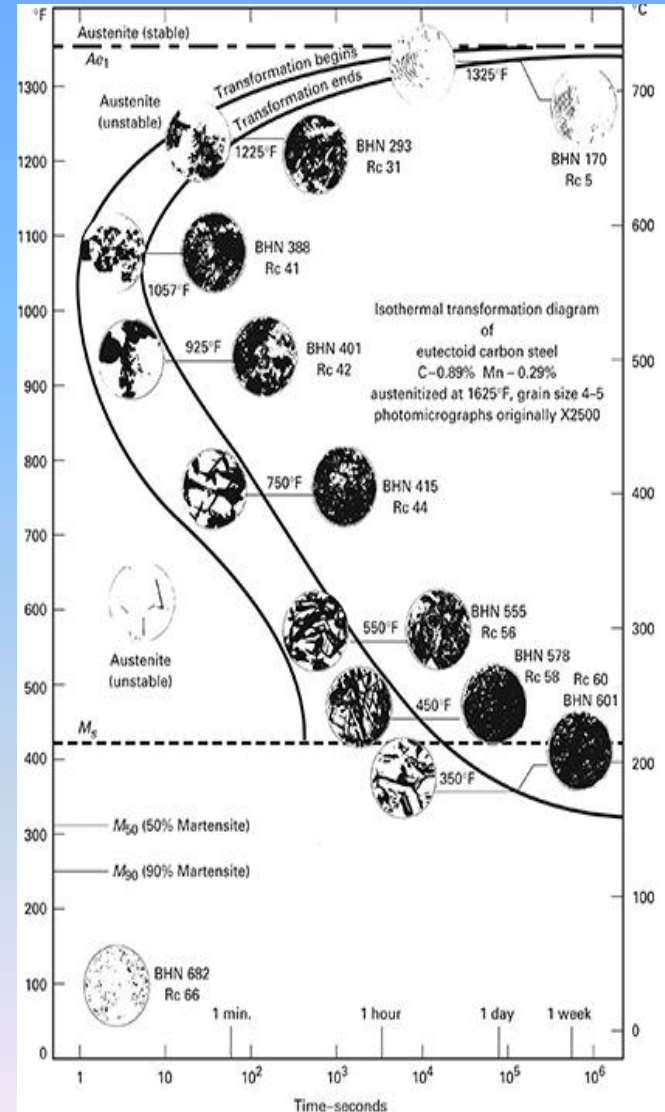 °F
°C
Austenite (stable)
Ae1
Transformation begins
Transformation ends
1325°F
Austenite
(unstable)
1225°F
BHN 293
Rc 31
BHN 170
Rc 5
BHN 388
Rc 41
1057°F
Isothermal transformation diagram
of
eutectoid carbon steel
C–0.89% Mn – 0.29%
austenitized at 1625°F, grain size 4–5
photomicrographs originally X2500
925°F
BHN 401
Rc 42
750°F
BHN 415
Rc 44
550°F
BHN 555
Rc 56
Austenite
(unstable)
BHN 578
Rc 58
Rc 60
BHN 601
450°F
Ms
350°F
M50 (50% Martensite)
M90 (90% Martensite)
BHN 682
Rc 66
1 min.
1 hour
1 day
1 week
1300
1200
1100
1000
900
800
700
600
500
400
300
200
100
0
700
600
500
400
300
200
100
0
1
10
10²
10³
10⁴
10⁵
10⁶
Time–seconds